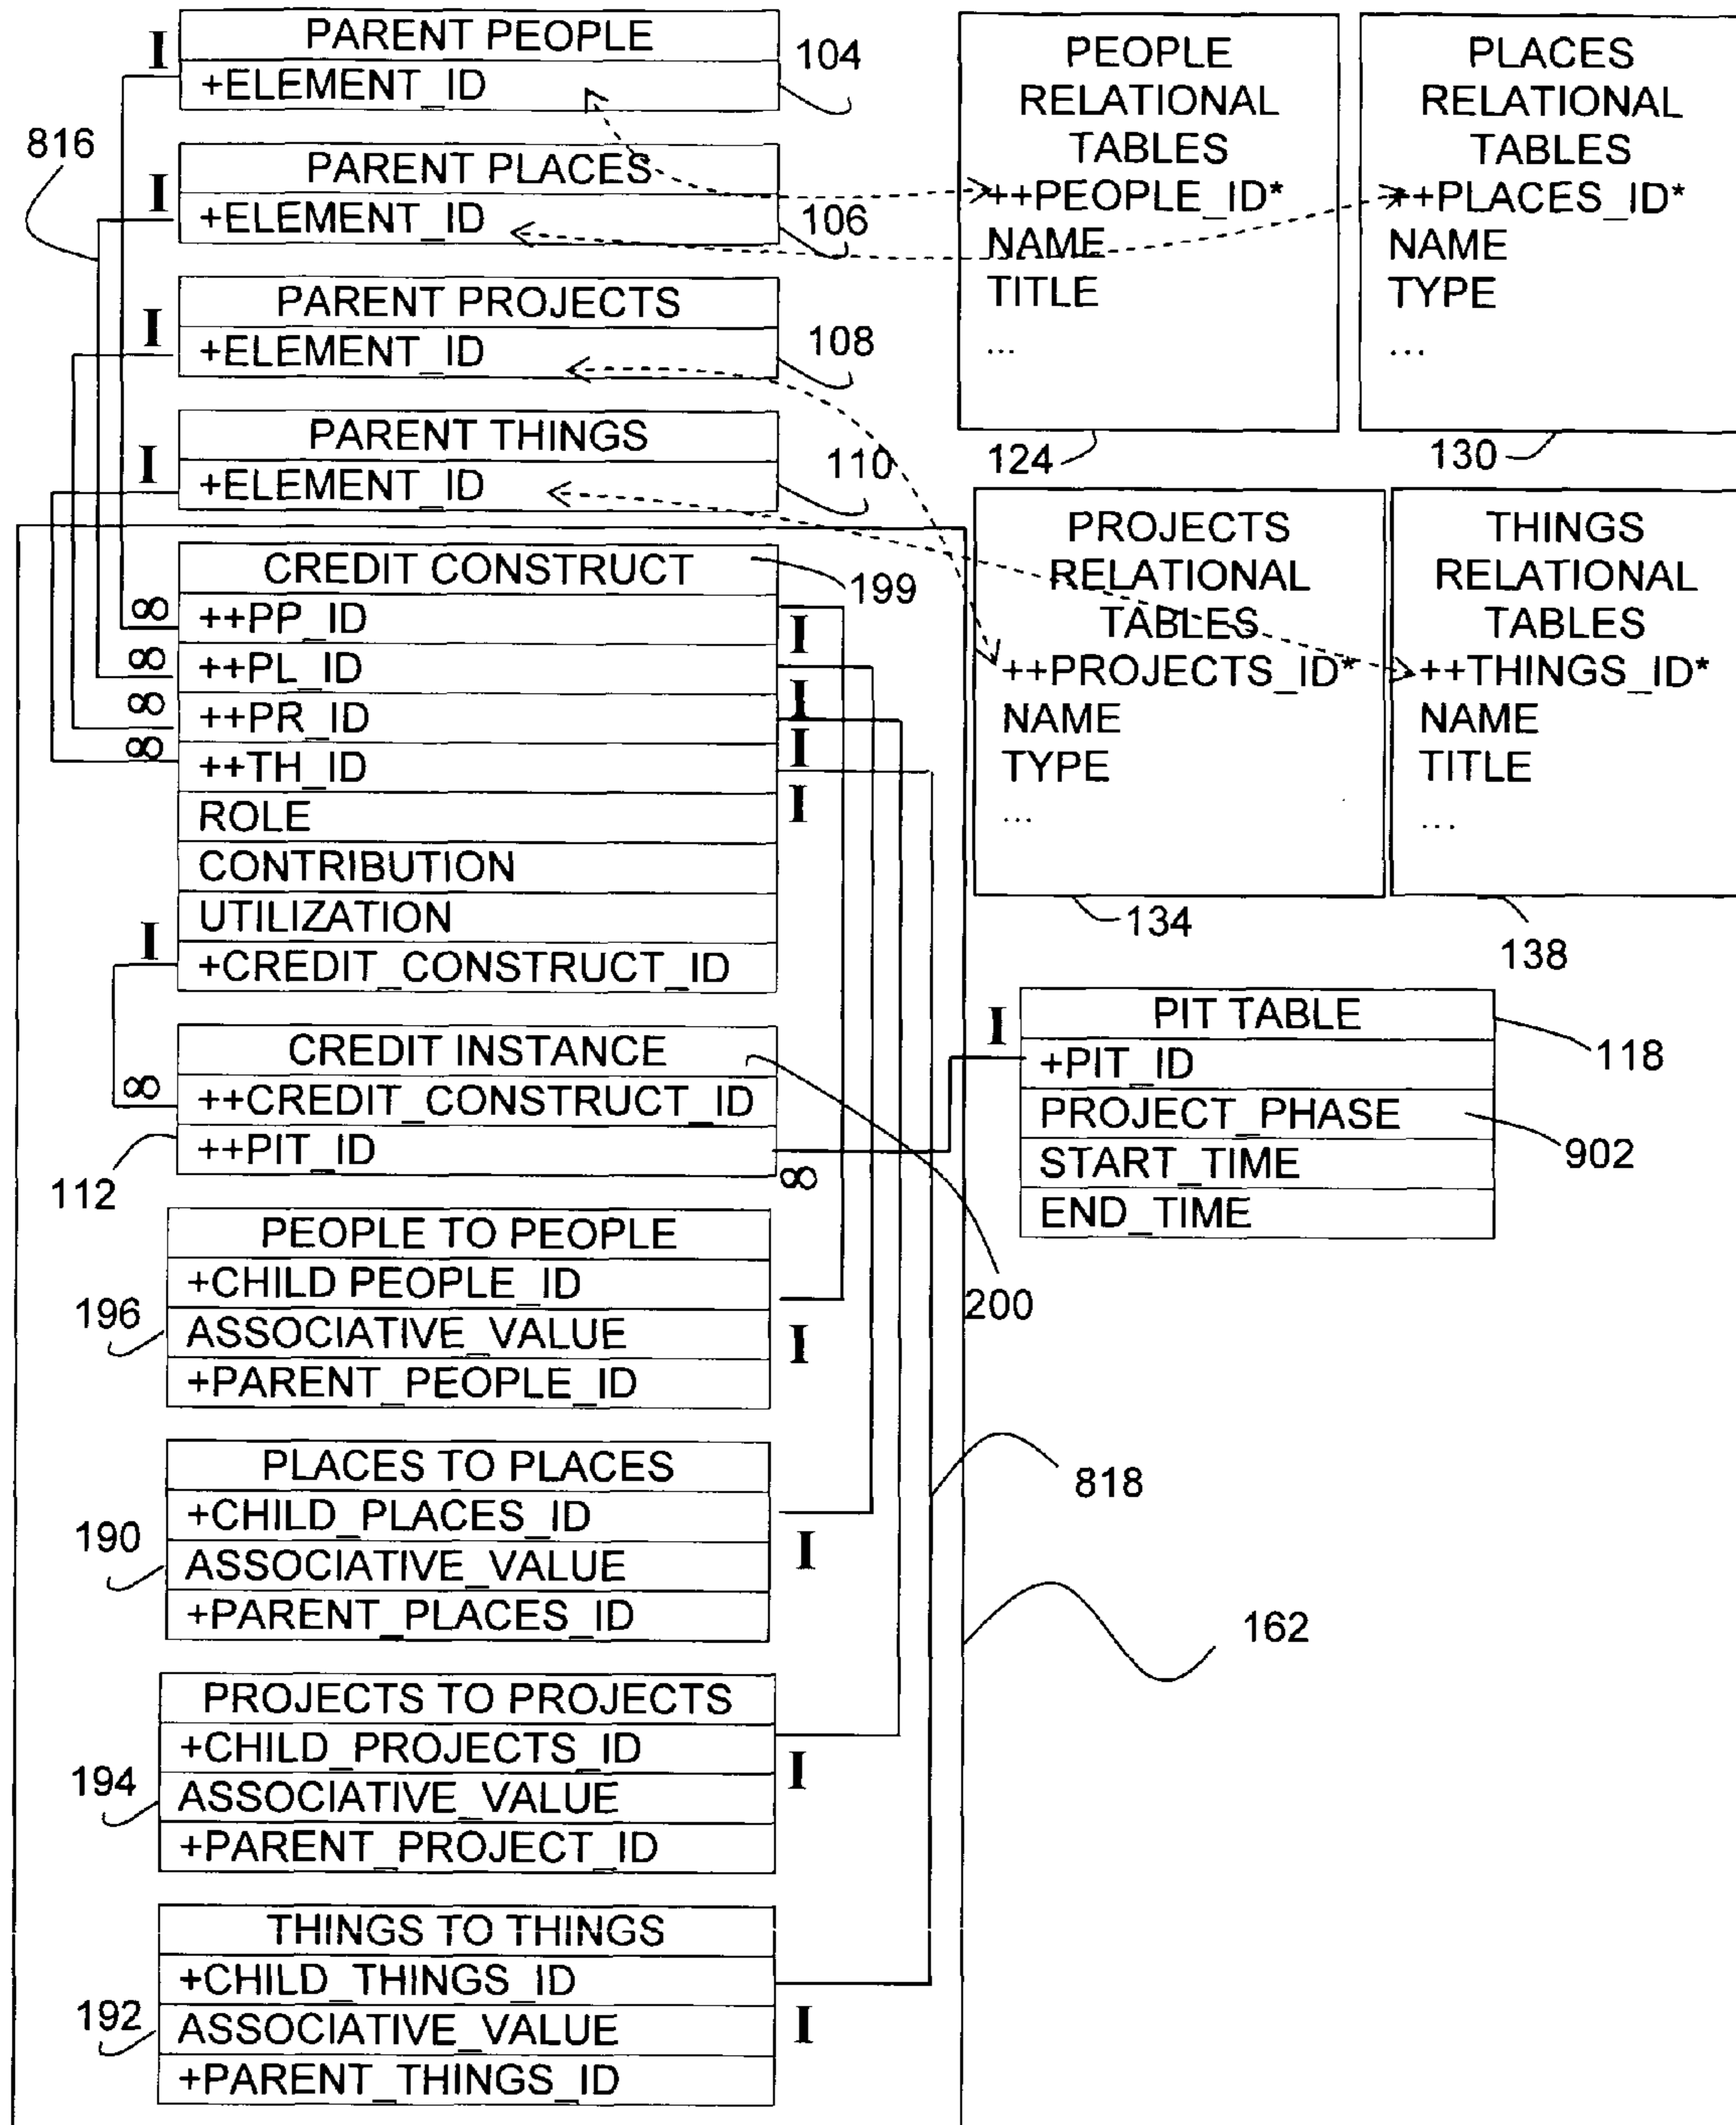 PARENT PEOPLE
I
+ELEMENT_ID
104
816
PARENT PLACES
I
+ELEMENT_ID
106
PARENT PROJECTS
I
+ELEMENT_ID
108
PARENT THINGS
I
+ELEMENT_ID
110
PEOPLE
RELATIONAL
TABLES
++PEOPLE_ID*
NAME
TITLE
...
124
PLACES
RELATIONAL
TABLES
++PLACES_ID*
NAME
TYPE
...
130
PROJECTS
RELATIONAL
TABLES
++PROJECTS_ID*
NAME
TYPE
...
134
THINGS
RELATIONAL
TABLES
++THINGS_ID*
NAME
TITLE
...
138
CREDIT CONSTRUCT
199
∞ ++PP_ID I
∞ ++PL_ID I
∞ ++PR_ID I
∞ ++TH_ID I
ROLE
CONTRIBUTION
UTILIZATION
I +CREDIT_CONSTRUCT_ID
CREDIT INSTANCE
200
∞ ++CREDIT_CONSTRUCT_ID
++PIT_ID ∞
112
PIT TABLE
118
I +PIT_ID
PROJECT_PHASE
902
START_TIME
END_TIME
PEOPLE TO PEOPLE
+CHILD PEOPLE_ID
196
ASSOCIATIVE_VALUE I
+PARENT_PEOPLE_ID
PLACES TO PLACES
818
+CHILD_PLACES_ID
190
ASSOCIATIVE_VALUE I
+PARENT_PLACES_ID
162
PROJECTS TO PROJECTS
+CHILD_PROJECTS_ID
194
ASSOCIATIVE_VALUE I
+PARENT_PROJECT_ID
THINGS TO THINGS
+CHILD_THINGS_ID
192
ASSOCIATIVE_VALUE I
+PARENT_THINGS_ID